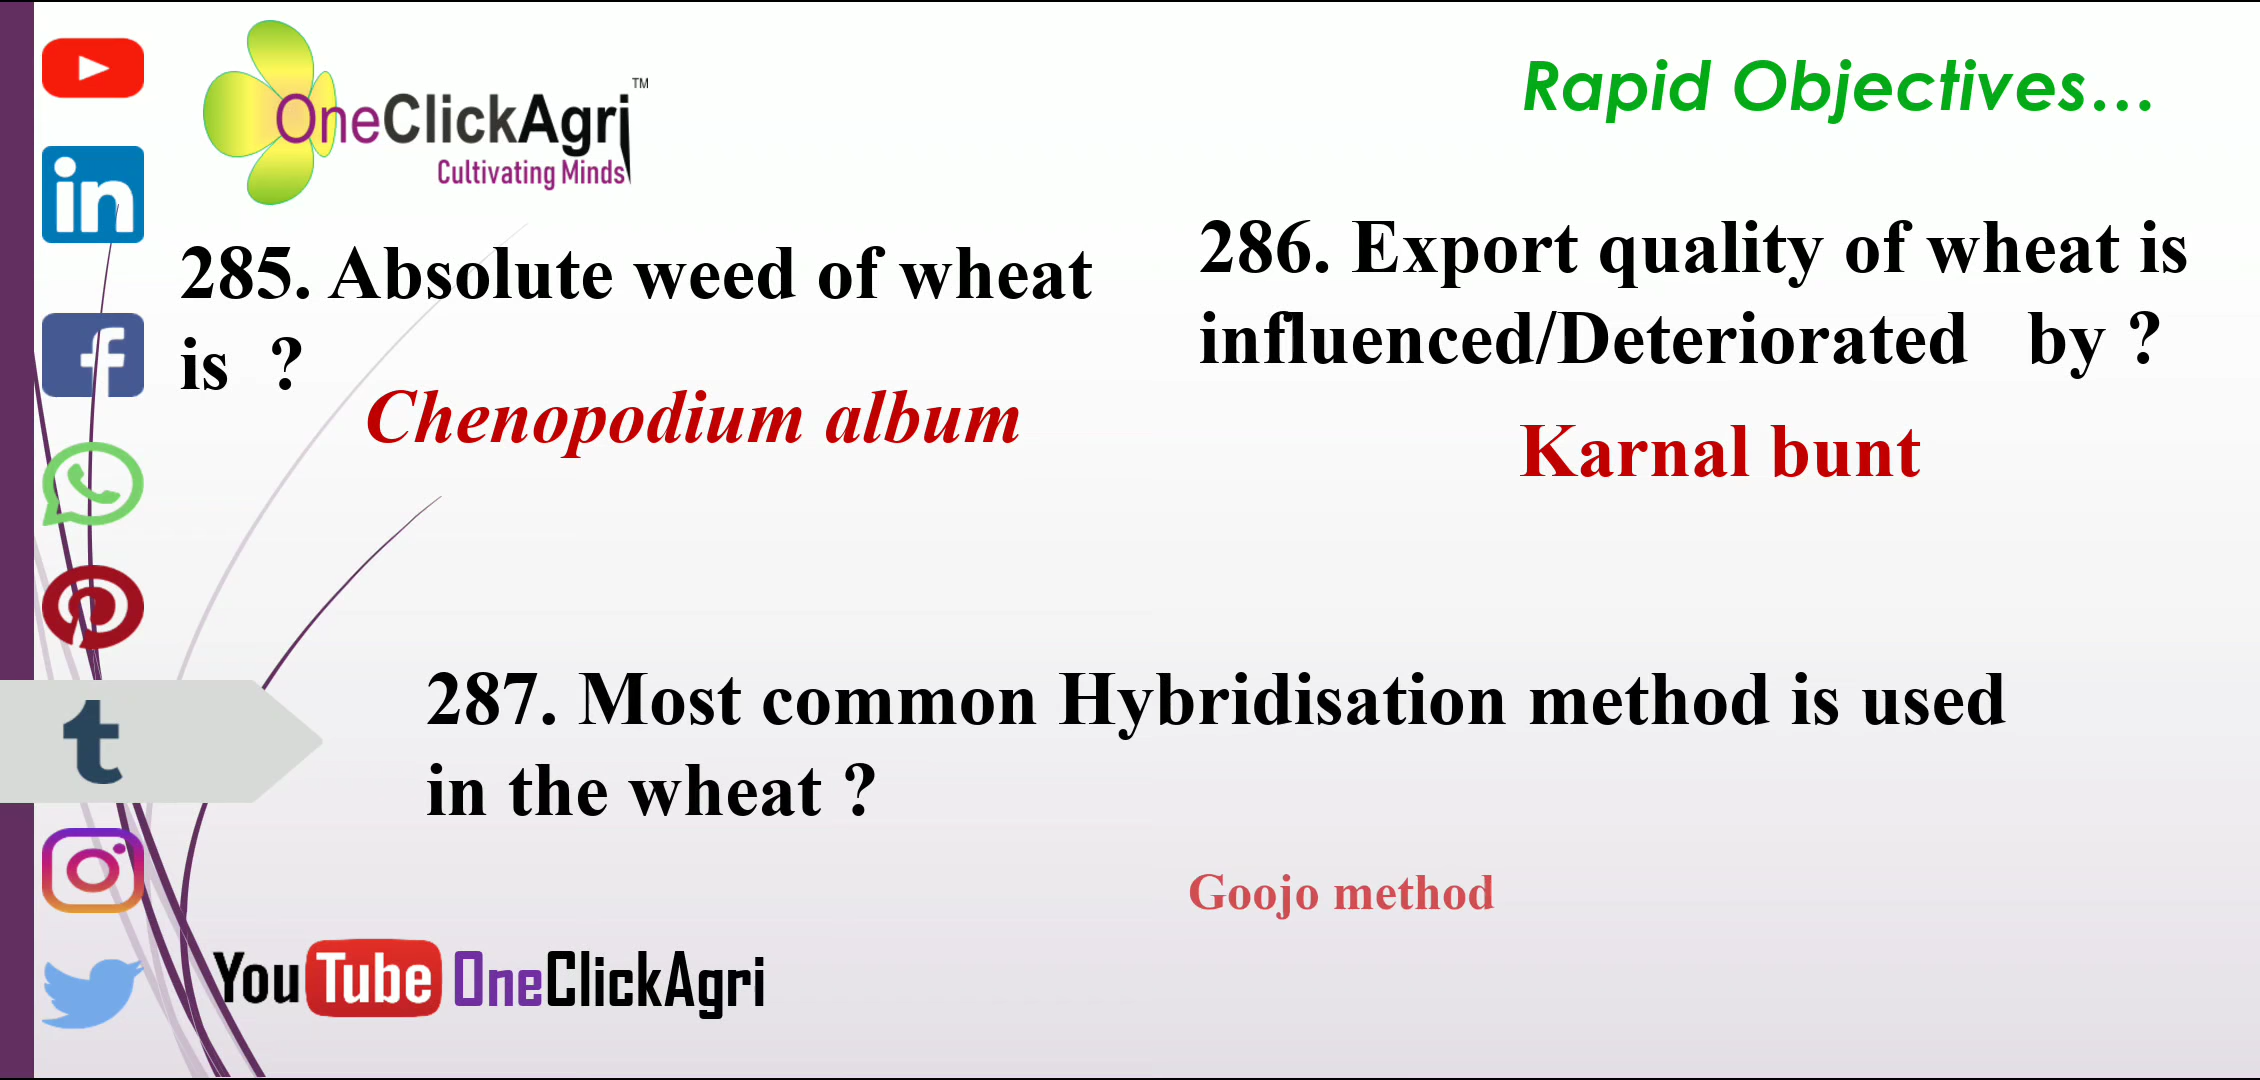 OneClickAgri™
Cultivating Minds
Rapid Objectives...
285. Absolute weed of wheat
is ?
Chenopodium album
286. Export quality of wheat is
influenced/Deteriorated by ?
Karnal bunt
287. Most common Hybridisation method is used
in the wheat ?
Goojo method
YouTube OneClickAgri